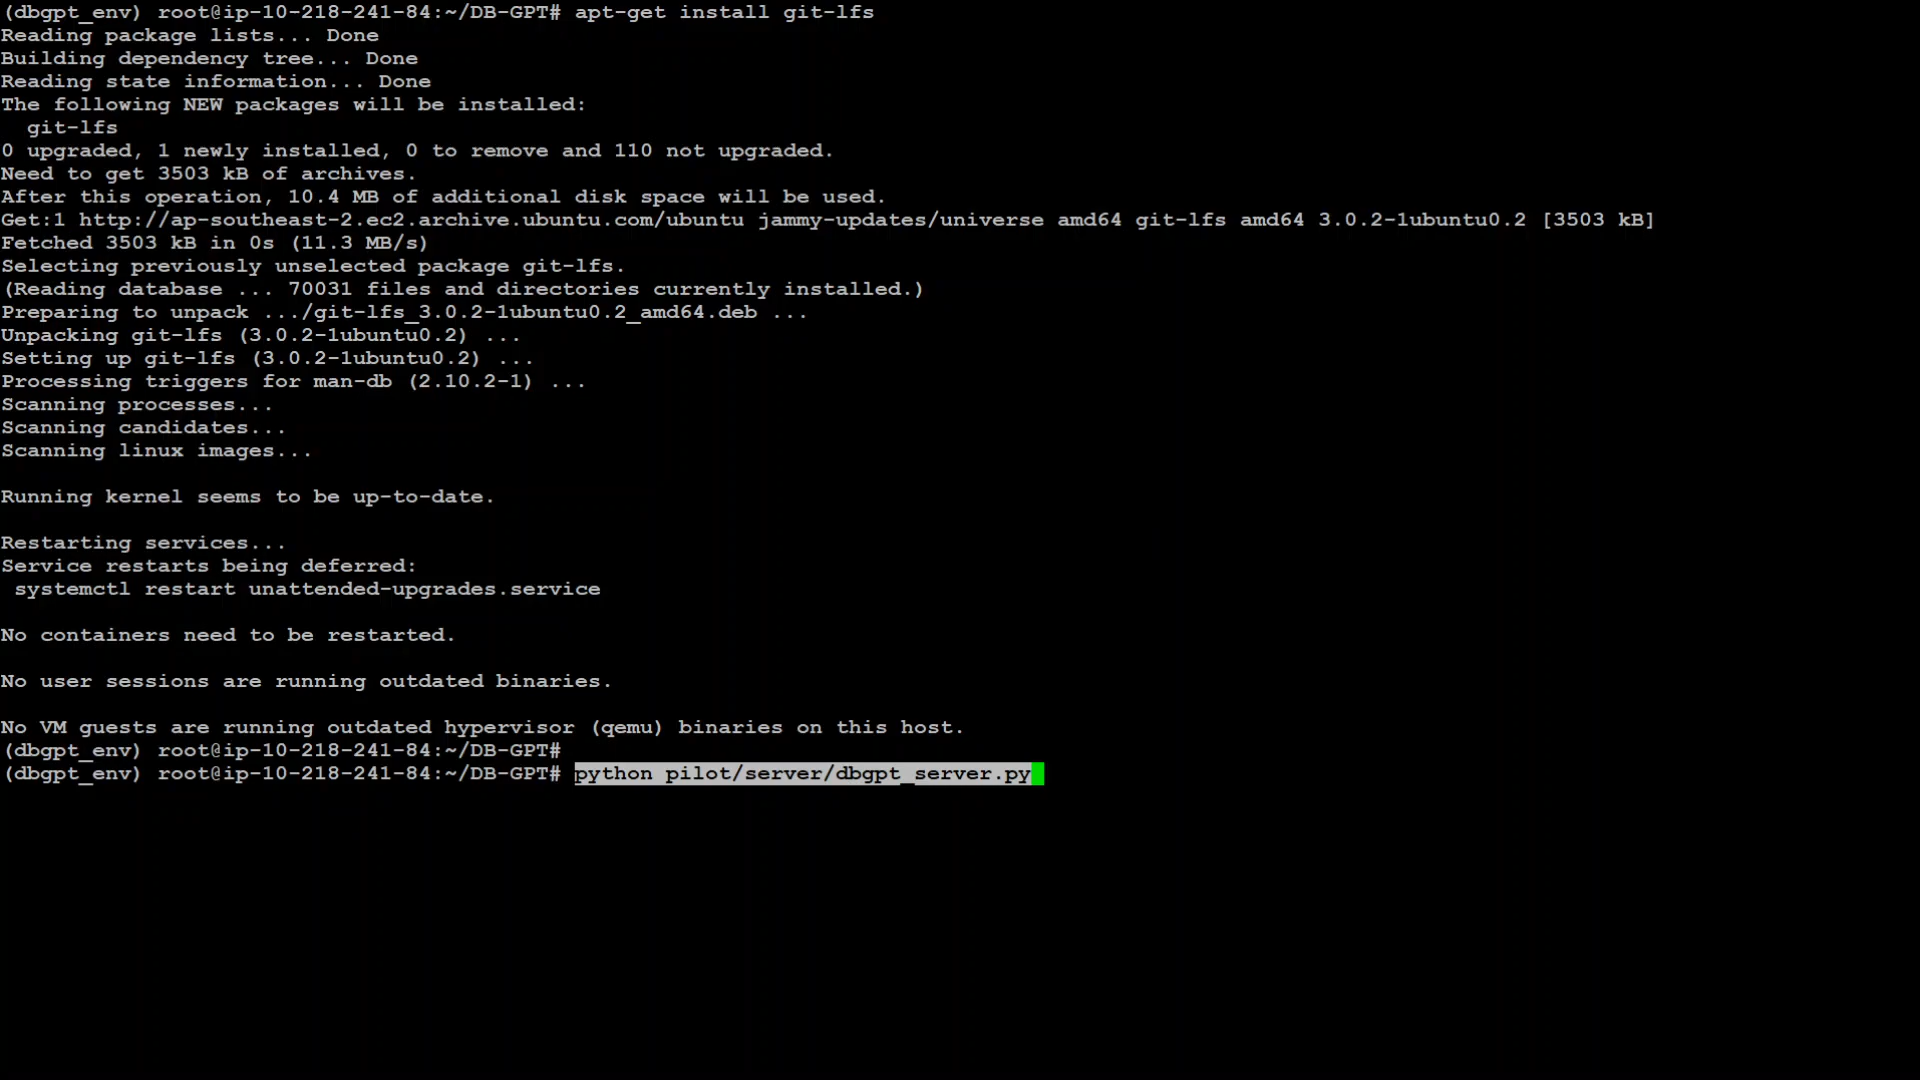 (dbgpt_env) root@ip-10-218-241-84:~/DB-GPT# apt-get install git-lfs
Reading package lists... Done
Building dependency tree... Done
Reading state information... Done
The following NEW packages will be installed:
  git-lfs
0 upgraded, 1 newly installed, 0 to remove and 110 not upgraded.
Need to get 3503 kB of archives.
After this operation, 10.4 MB of additional disk space will be used.
Get:1 http://ap-southeast-2.ec2.archive.ubuntu.com/ubuntu jammy-updates/universe amd64 git-lfs amd64 3.0.2-1ubuntu0.2 [3503 kB]
Fetched 3503 kB in 0s (11.3 MB/s)
Selecting previously unselected package git-lfs.
(Reading database ... 70031 files and directories currently installed.)
Preparing to unpack .../git-lfs_3.0.2-1ubuntu0.2_amd64.deb ...
Unpacking git-lfs (3.0.2-1ubuntu0.2) ...
Setting up git-lfs (3.0.2-1ubuntu0.2) ...
Processing triggers for man-db (2.10.2-1) ...
Scanning processes...
Scanning candidates...
Scanning linux images...
Running kernel seems to be up-to-date.
Restarting services...
Service restarts being deferred:
 systemctl restart unattended-upgrades.service
No containers need to be restarted.
No user sessions are running outdated binaries.
No VM guests are running outdated hypervisor (qemu) binaries on this host.
(dbgpt_env) root@ip-10-218-241-84:~/DB-GPT#
(dbgpt_env) root@ip-10-218-241-84:~/DB-GPT# python pilot/server/dbgpt_server.py